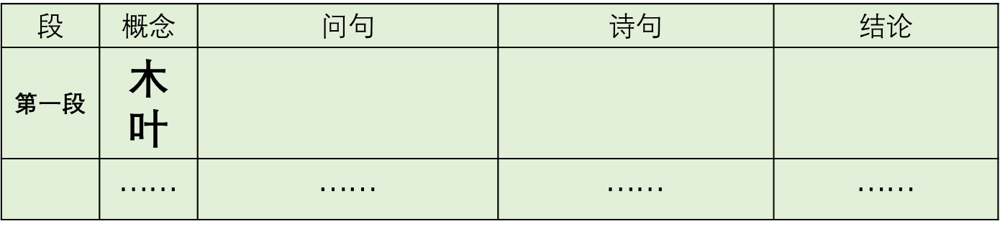 段 概念 问句 诗句 结论
第一段 木
叶
…… …… …… ……